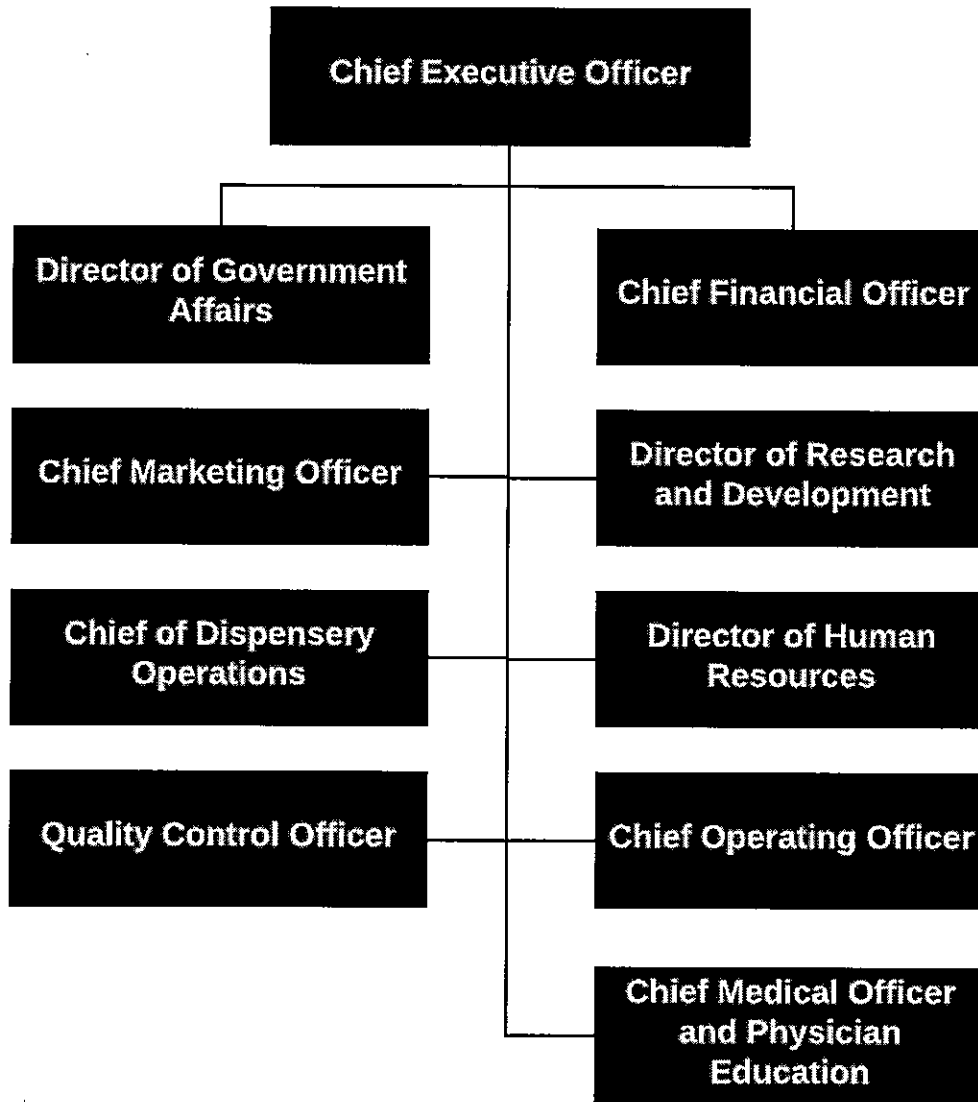 Chief Executive Officer
Director of Government
Affairs
Chief Financial Officer
Chief Marketing Officer
Director of Research
and Development
Chief of Dispensery
Operations
Director of Human
Resources
Quality Control Officer
Chief Operating Officer
Chief Medical Officer
and Physician
Education